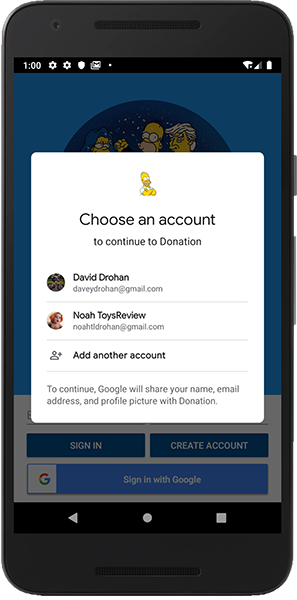 1:00
Choose an account
to continue to Donation
David Drohan
daveydrohan@gmail.com
Noah ToysReview
noahtldrohan@gmail.com
Add another account
To continue, Google will share your name, email
address, and profile picture with Donation.
SIGN IN
CREATE ACCOUNT
G
Sign in with Google